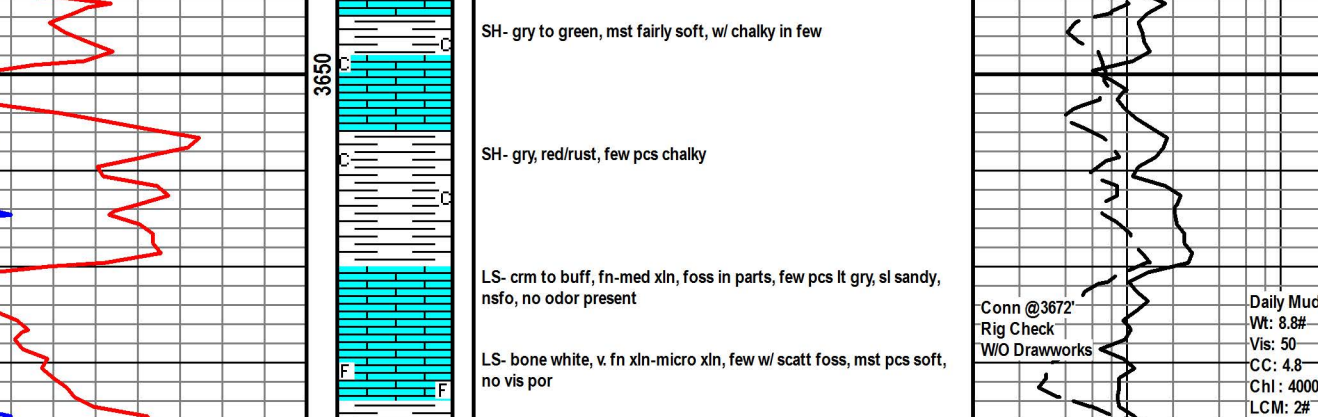 SH- gry to green, mst fairly soft, w/ chalky in few
C
C
3650
SH- gry, red/rust, few pcs chalky
C
C
LS- crm to buff, fn-med xln, foss in parts, few pcs lt gry, sl sandy,
nsfo, no odor present
Conn @3672'
Rig Check
W/O Drawworks
Daily Mud
Wt: 8.8#
Vis: 50
CC: 4.8
Chl : 4000
LCM: 2#
LS- bone white, v. fn xln-micro xln, few w/ scatt foss, mst pcs soft,
no vis por
F
F